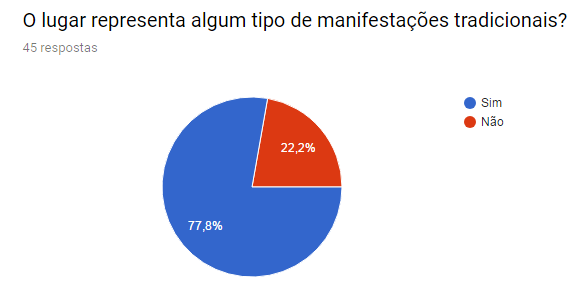 O lugar representa algum tipo de manifestações tradicionais?
45 respostas
Sim
Não
22,2%
77,8%